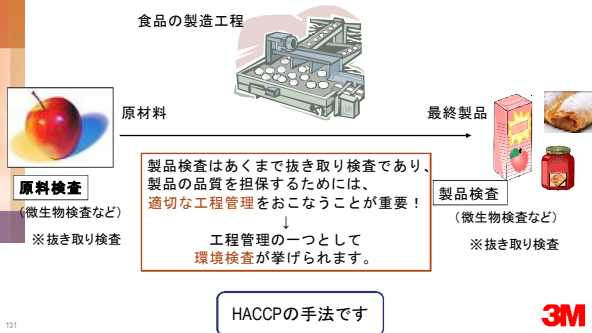 食品の製造工程
原材料
最終製品
製品検査はあくまで抜き取り検査であり、
製品の品質を担保するためには、
適切な工程管理をおこなうことが重要！
↓
工程管理の一つとして
環境検査が挙げられます。
原料検査
（微生物検査など）
※抜き取り検査
製品検査
（微生物検査など）
※抜き取り検査
HACCPの手法です
131
3M